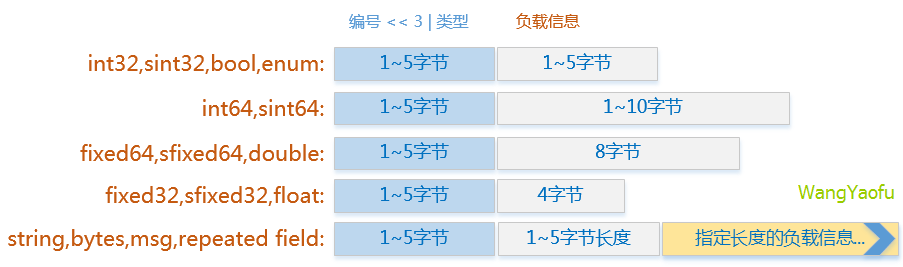 编号 << 3 | 类型 负载信息
int32,sint32,bool,enum: 1~5字节 1~5字节
int64,sint64: 1~5字节 1~10字节
fixed64,sfixed64,double: 1~5字节 8字节
fixed32,sfixed32,float: 1~5字节 4字节
WangYaofu
string,bytes,msg,repeated field: 1~5字节 1~5字节长度 指定长度的负载信息...